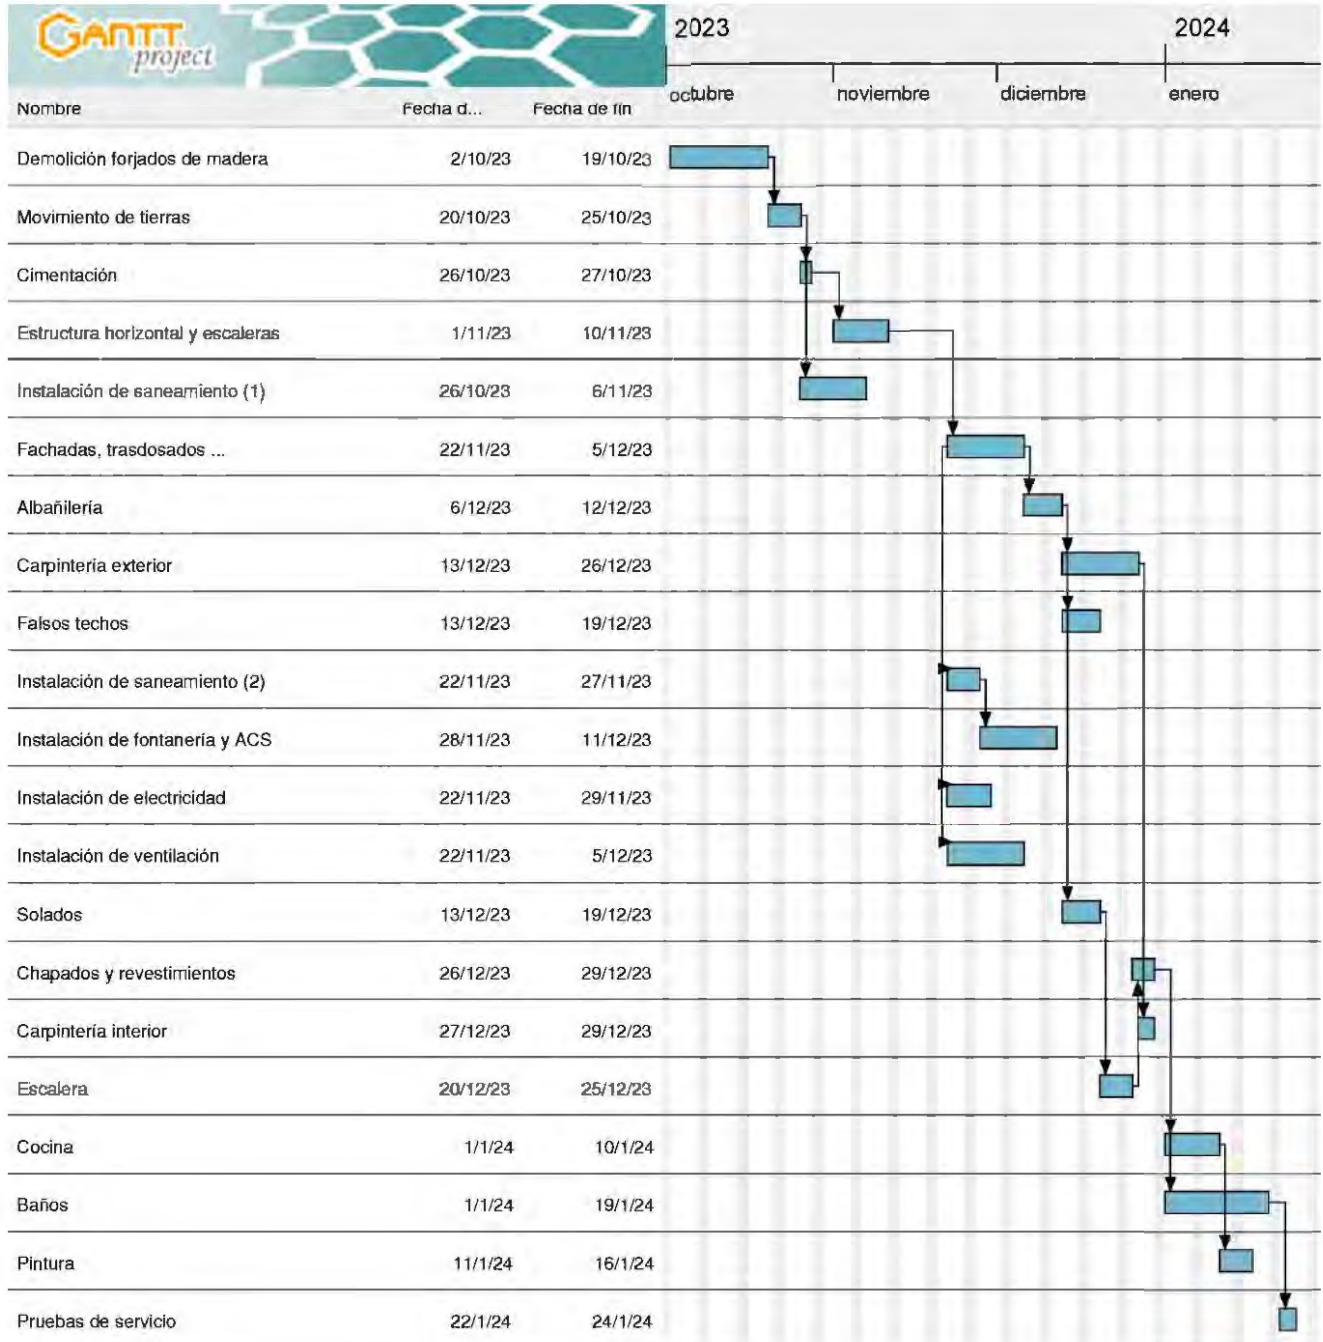 GANTT
project
2023 2024
octubre noviembre diciembre enero
Nombre Fecha d... Fecha de fin
Demolición forjados de madera 2/10/23 19/10/23
Movimiento de tierras 20/10/23 25/10/23
Cimentación 26/10/23 27/10/23
Estructura horizontal y escaleras 1/11/23 10/11/23
Instalación de saneamiento (1) 26/10/23 6/11/23
Fachadas, trasdosados ... 22/11/23 5/12/23
Albañilería 6/12/23 12/12/23
Carpintería exterior 13/12/23 26/12/23
Falsos techos 13/12/23 19/12/23
Instalación de saneamiento (2) 22/11/23 27/11/23
Instalación de fontanería y ACS 28/11/23 11/12/23
Instalación de electricidad 22/11/23 29/11/23
Instalación de ventilación 22/11/23 5/12/23
Solados 13/12/23 19/12/23
Chapados y revestimientos 26/12/23 29/12/23
Carpintería interior 27/12/23 29/12/23
Escalera 20/12/23 25/12/23
Cocina 1/1/24 10/1/24
Baños 1/1/24 19/1/24
Pintura 11/1/24 16/1/24
Pruebas de servicio 22/1/24 24/1/24